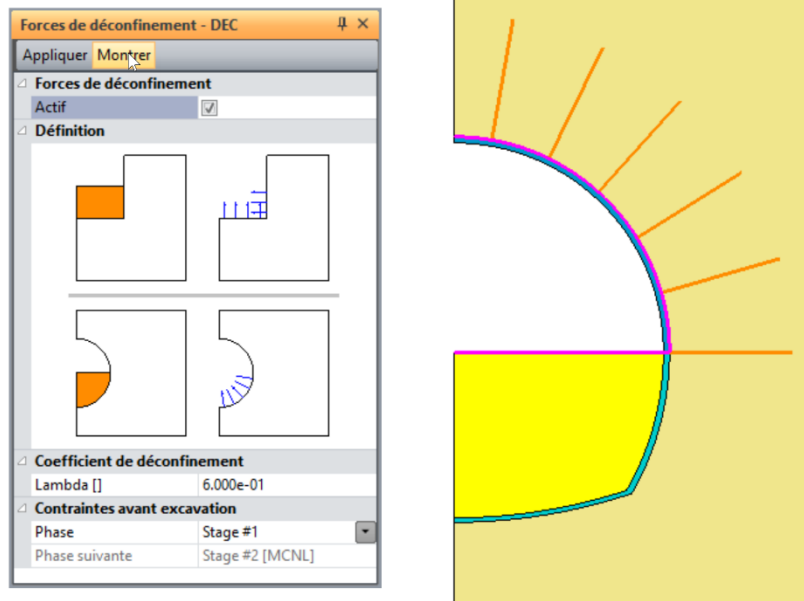 Forces de déconfinement - DEC
Appliquer Montrer
Forces de déconfinement
Actif
Définition
Coefficient de déconfinement
Lambda [] 6.000e-01
Contraintes avant excavation
Phase Stage #1
Phase suivante Stage #2 [MCNL]